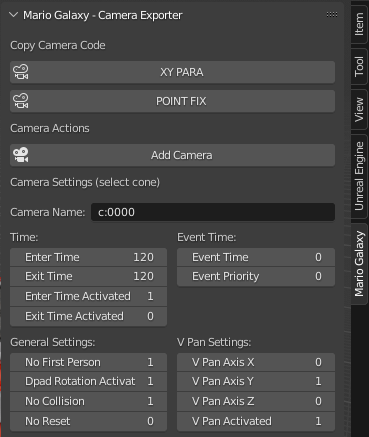 Mario Galaxy - Camera Exporter
Copy Camera Code
XY PARA
POINT FIX
Camera Actions
Add Camera
Camera Settings (select cone)
Camera Name: c:0000
Time:
Enter Time 120
Exit Time 120
Enter Time Activated 1
Exit Time Activated 0
Event Time:
Event Time 0
Event Priority 0
General Settings:
No First Person 1
Dpad Rotation Activat 1
No Collision 1
No Reset 0
V Pan Settings:
V Pan Axis X 0
V Pan Axis Y 1
V Pan Axis Z 0
V Pan Activated 1
Item
Tool
View
Unreal Engine
Mario Galaxy